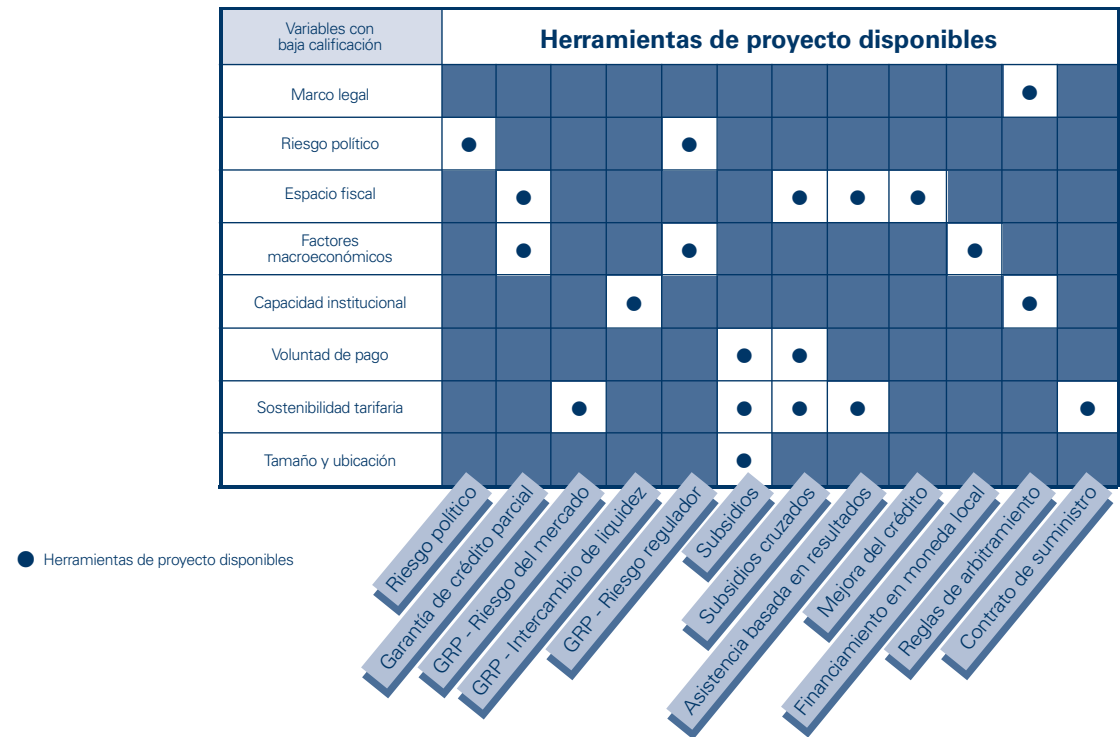 Variables con
baja calificación
Herramientas de proyecto disponibles
Marco legal
Riesgo político
Espacio fiscal
Factores
macroeconómicos
Capacidad institucional
Voluntad de pago
Sostenibilidad tarifaria
Tamaño y ubicación
Riesgo político
Garantía de crédito parcial
GRP - Riesgo del mercado
GRP - Intercambio de liquidez
GRP - Riesgo regulador
Subsidios
Subsidios cruzados
Asistencia basada en resultados
Mejora del crédito
Financiamiento en moneda local
Reglas de arbitramiento
Contrato de suministro
Herramientas de proyecto disponibles